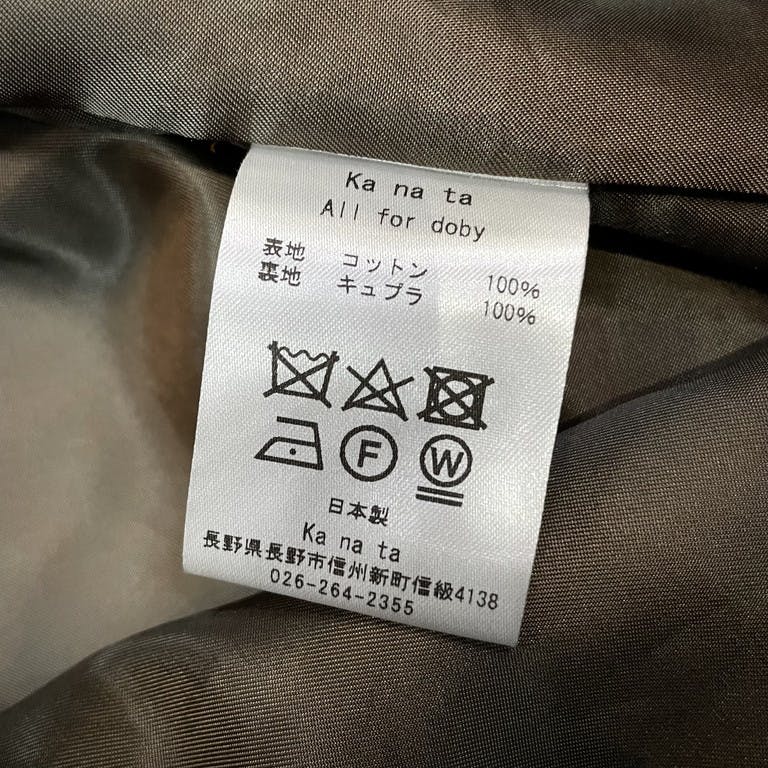 Ka na ta
All for doby
表地 コットン 100%
裏地 キュプラ 100%
F W
日本製
Ka na ta
長野県長野市信州新町信級4138
026-264-2355